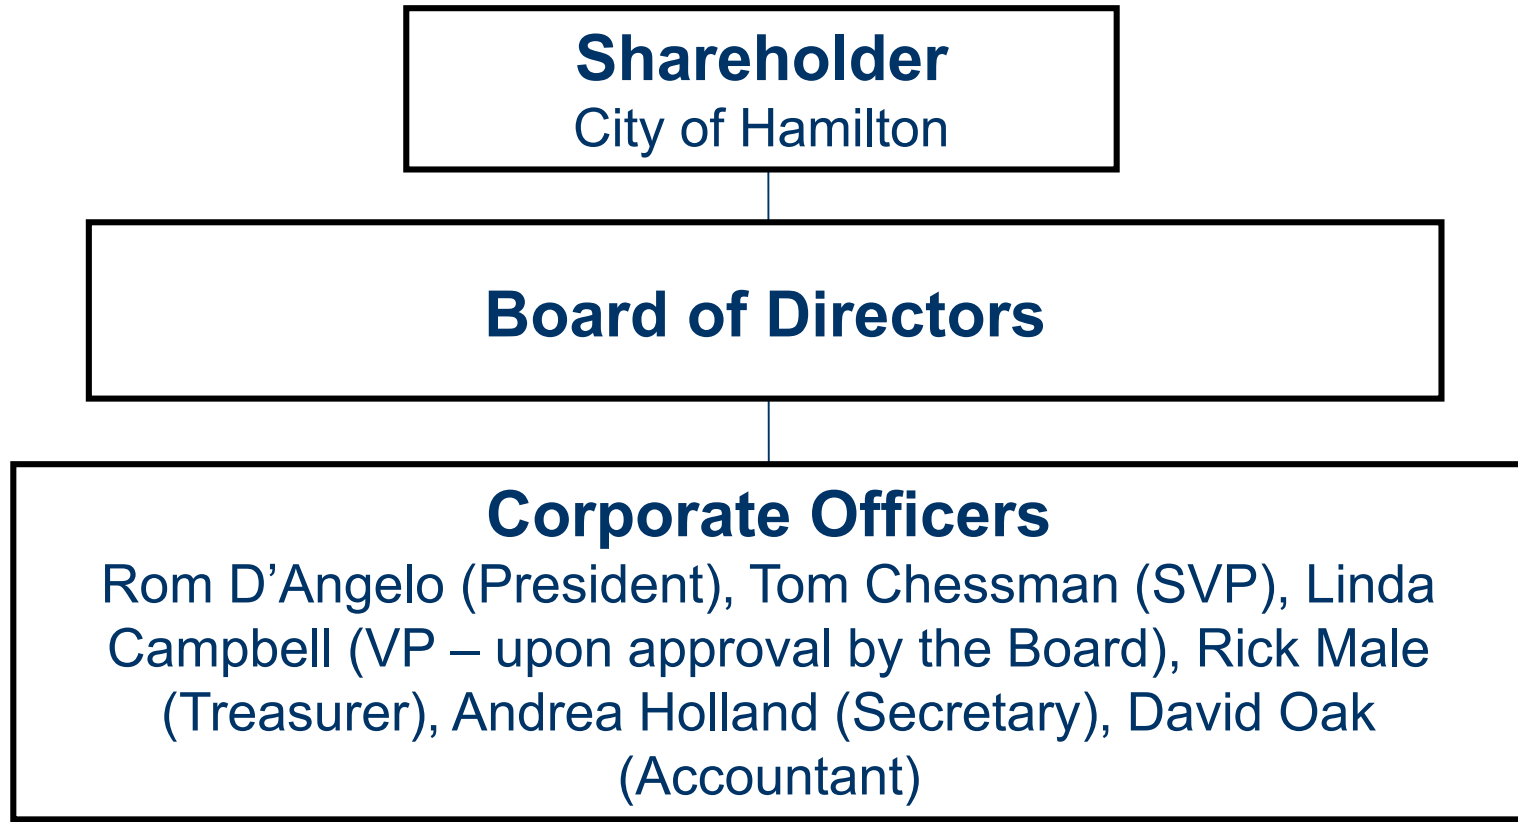 Shareholder
City of Hamilton
Board of Directors
Corporate Officers
Rom D’Angelo (President), Tom Chessman (SVP), Linda
Campbell (VP – upon approval by the Board), Rick Male
(Treasurer), Andrea Holland (Secretary), David Oak
(Accountant)